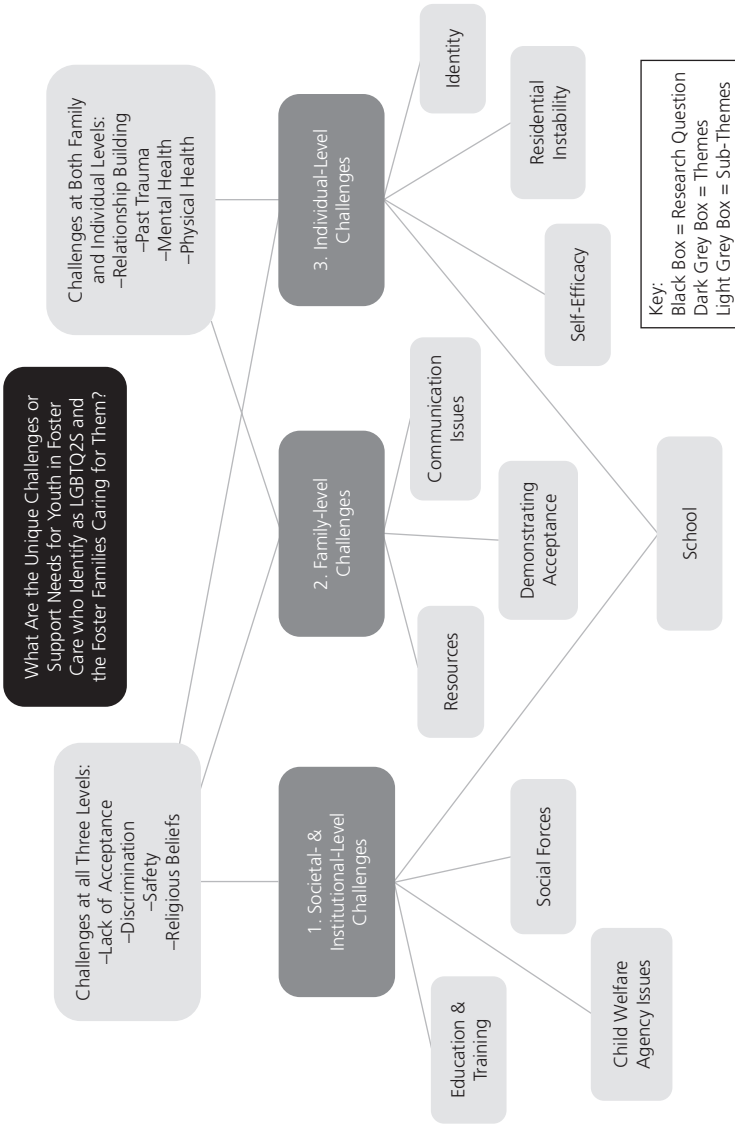 What Are the Unique Challenges or
Support Needs for Youth in Foster
Care who Identify as LGBTQ2S and
the Foster Families Caring for Them?
Challenges at all Three Levels:
–Lack of Acceptance
–Discrimination
–Safety
–Religious Beliefs
Challenges at Both Family
and Individual Levels:
–Relationship Building
–Past Trauma
–Mental Health
–Physical Health
1. Societal- &
Institutional-Level
Challenges
2. Family-level
Challenges
3. Individual-Level
Challenges
Education &
Training
Child Welfare
Agency Issues
Social Forces
Resources
Demonstrating
Acceptance
Communication
Issues
Self-Efficacy
Residential
Instability
Identity
School
Key:
Black Box = Research Question
Dark Grey Box = Themes
Light Grey Box = Sub-Themes